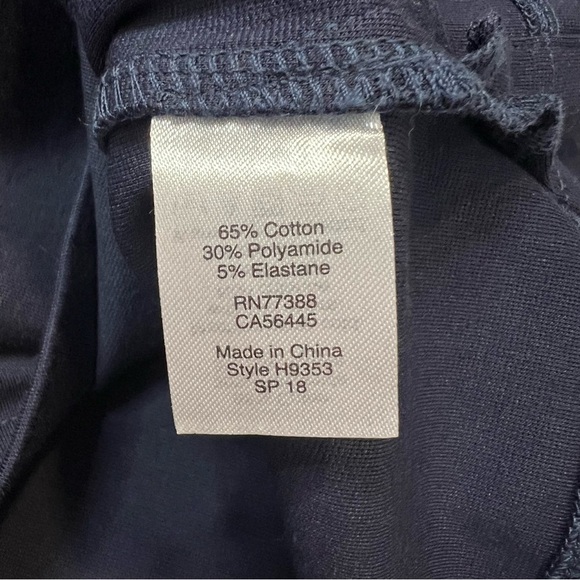 65% Cotton
30% Polyamide
5% Elastane
RN77388
CA56445
Made in China
Style H9353
SP 18